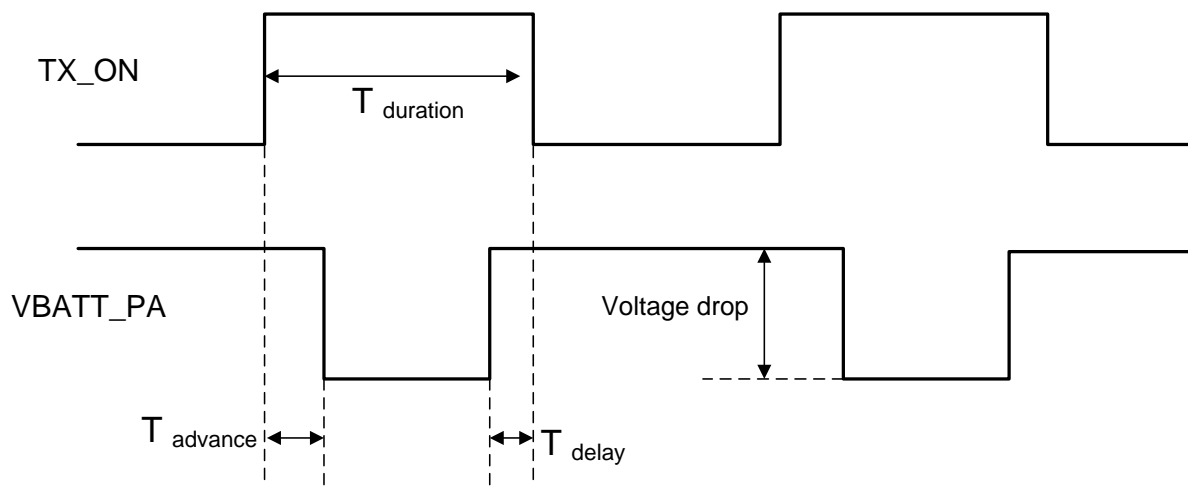 TX_ON
T duration
VBATT_PA
Voltage drop
T advance
T delay